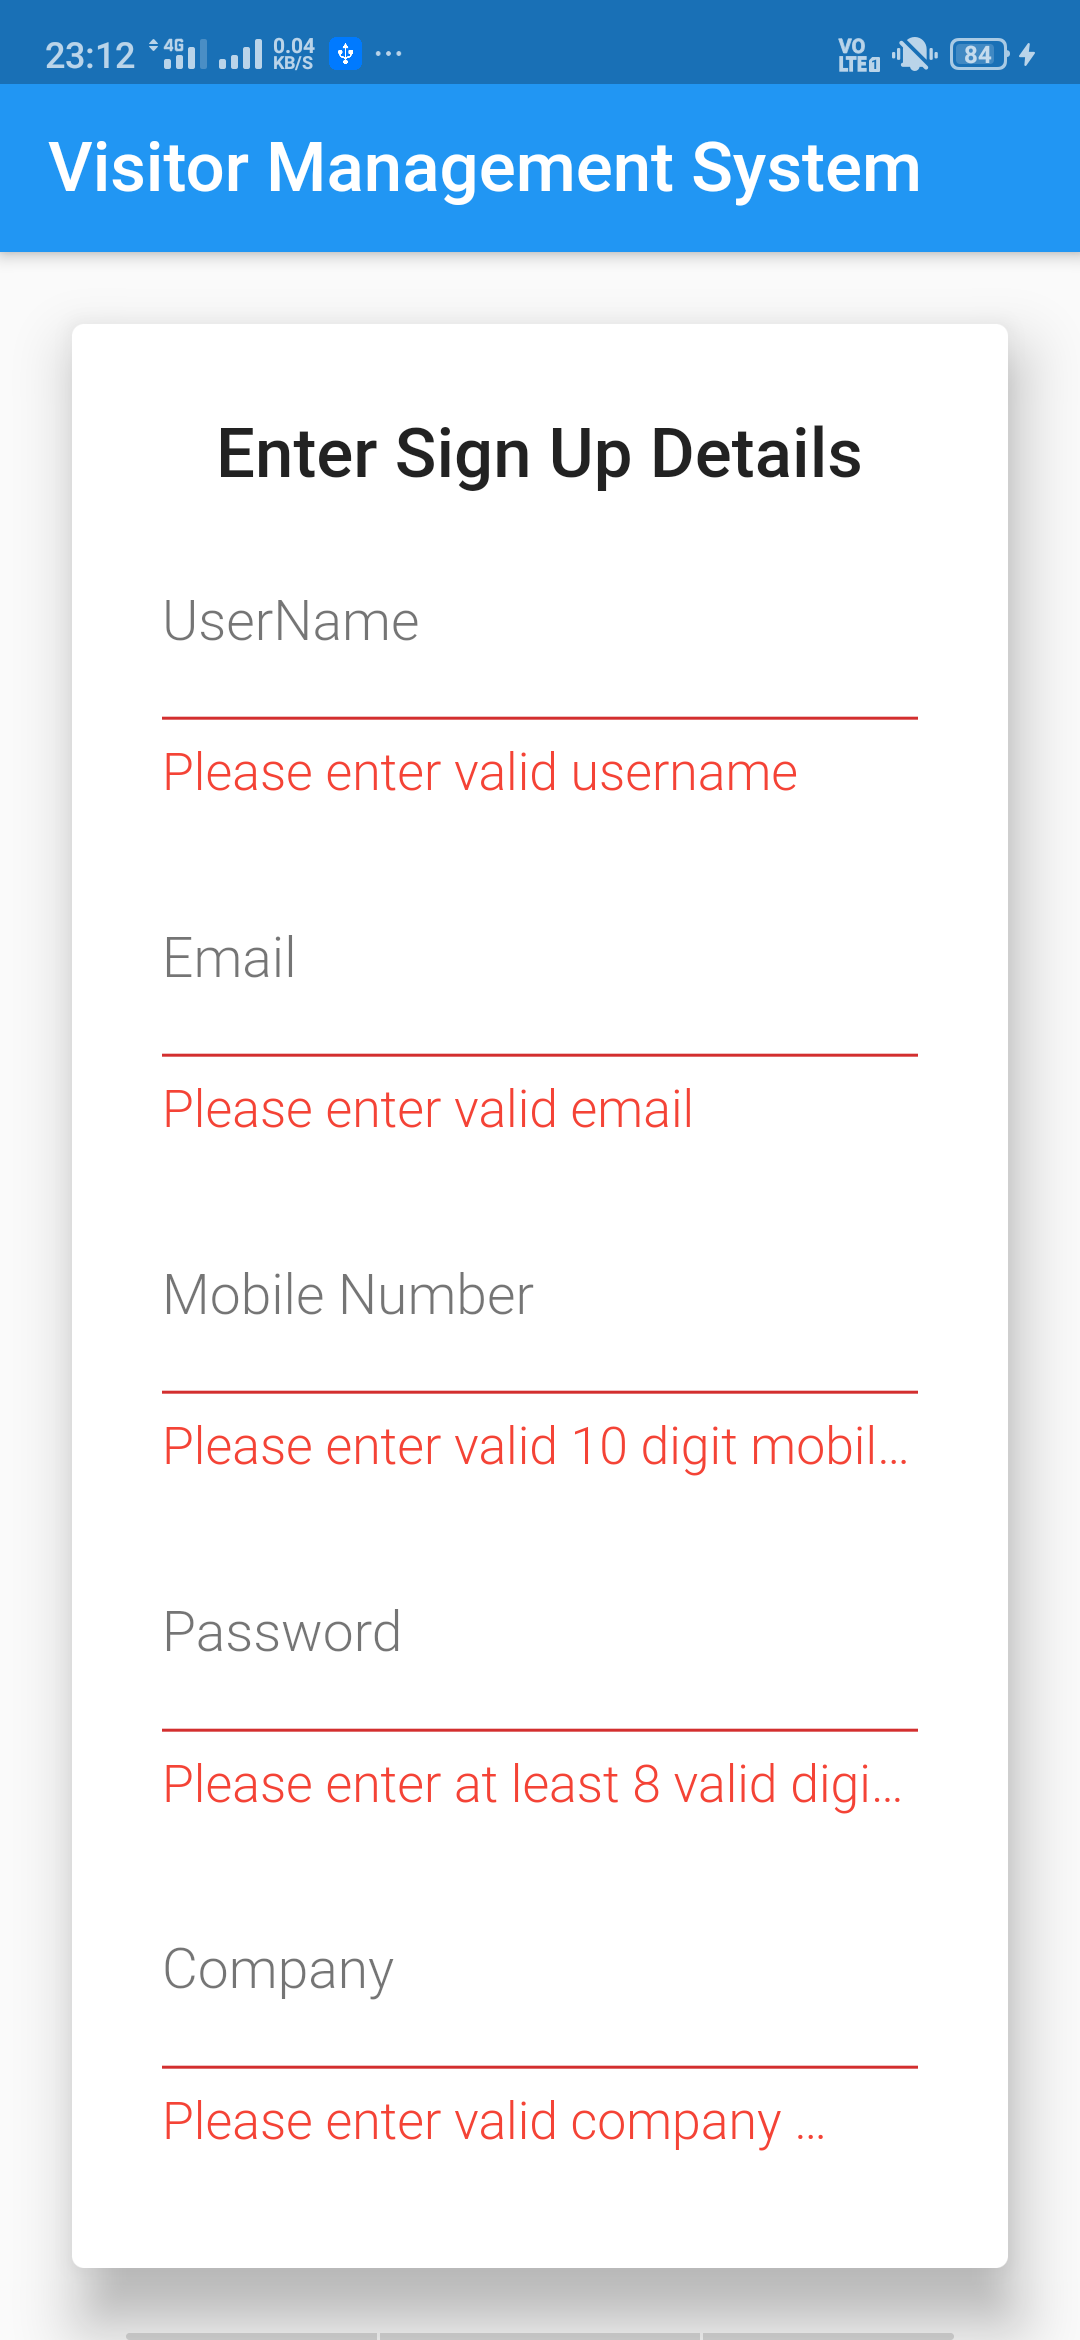 23:12 4G 0.04 KB/S ... VO LTE 1 84
Visitor Management System
Enter Sign Up Details
UserName
Please enter valid username
Email
Please enter valid email
Mobile Number
Please enter valid 10 digit mobil...
Password
Please enter at least 8 valid digi...
Company
Please enter valid company ...